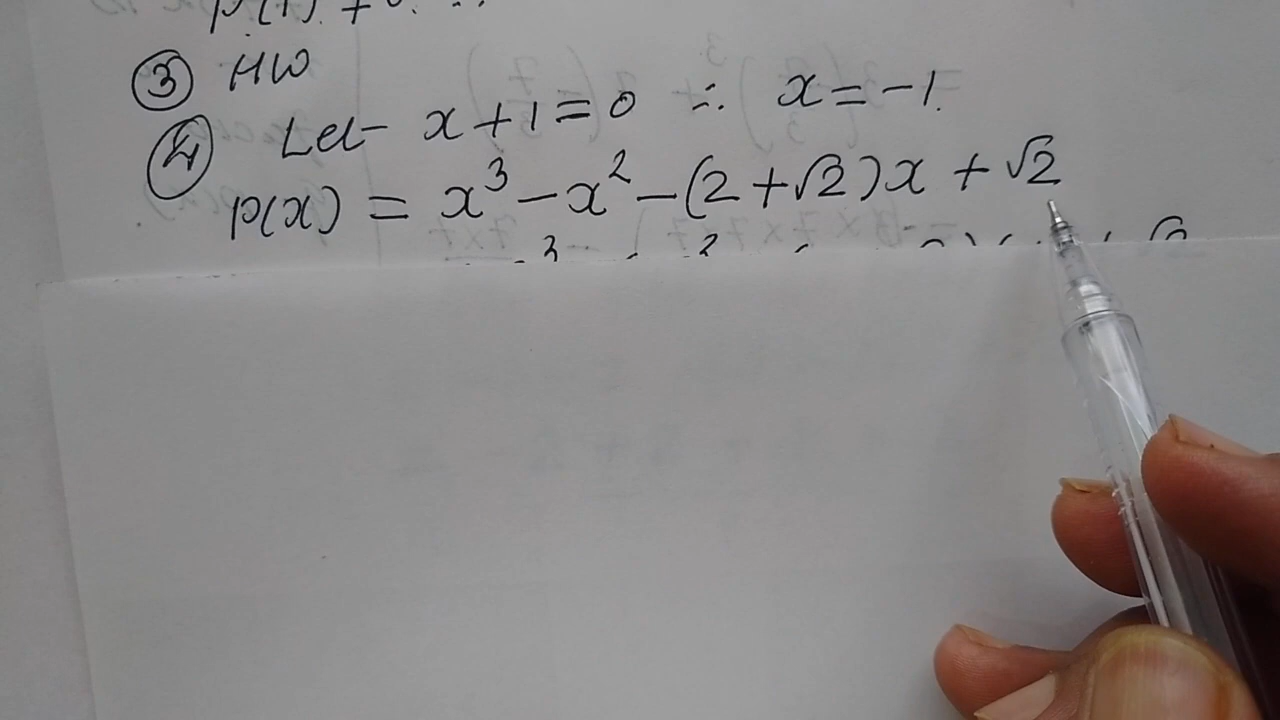 ③ HW
④ Let x+1=0 ∴ x=-1.
p(x) = x³-x²-(2+√2)x+√2